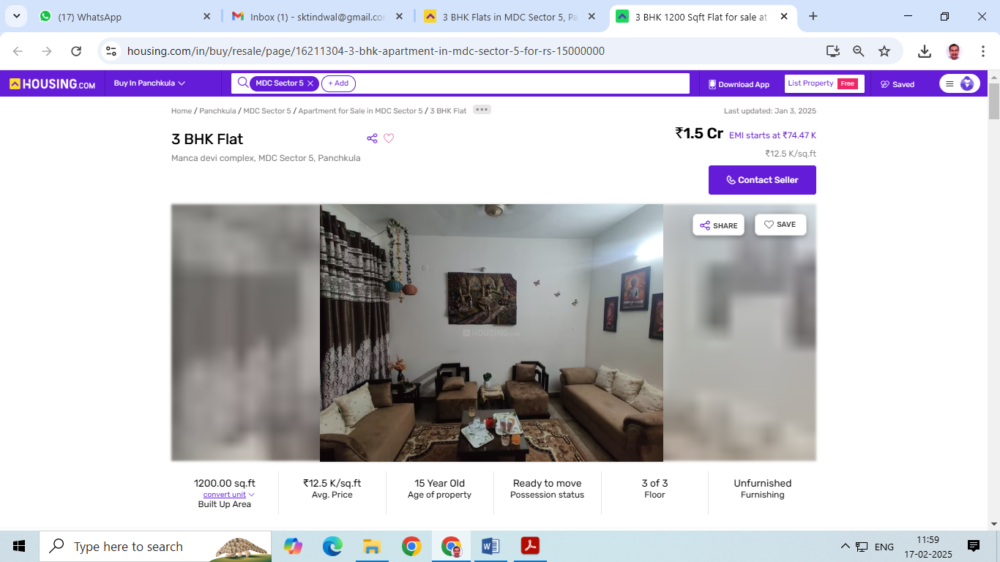 (17) WhatsApp
Inbox (1) - sktindwal@gmail.co
3 BHK Flats in MDC Sector 5, Pa
3 BHK 1200 Sqft Flat for sale at
housing.com/in/buy/resale/page/16211304-3-bhk-apartment-in-mdc-sector-5-for-rs-15000000
HOUSING.COM
Buy In Panchkula
MDC Sector 5
+ Add
Download App
List Property Free
Saved
Home / Panchkula / MDC Sector 5 / Apartment for Sale in MDC Sector 5 / 3 BHK Flat
Last updated: Jan 3, 2025
3 BHK Flat
₹1.5 Cr EMI starts at ₹74.47 K
Manca devi complex, MDC Sector 5, Panchkula
₹12.5 K/sq.ft
Contact Seller
SHARE
SAVE
HOUSING.COM
1200.00 sq.ft
convert unit
Built Up Area
₹12.5 K/sq.ft
Avg. Price
15 Year Old
Age of property
Ready to move
Possession status
3 of 3
Floor
Unfurnished
Furnishing
Type here to search
ENG
11:59
17-02-2025